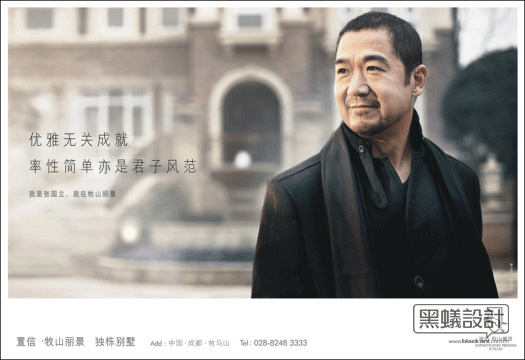 优雅无关成就
率性简单亦是君子风范
我是张国立,我在牧山丽景
黑蟻設計
置信·牧山丽景 独栋别墅 Add:中国·成都·牧马山 Tel:028-8248 3333